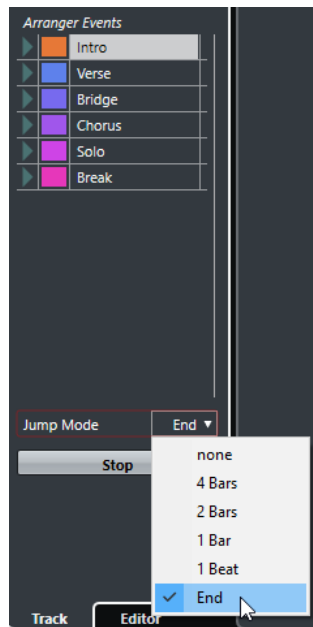 Arranger Events
Intro
Verse
Bridge
Chorus
Solo
Break
Jump Mode End
Stop
none
4 Bars
2 Bars
1 Bar
1 Beat
End
Track Editor